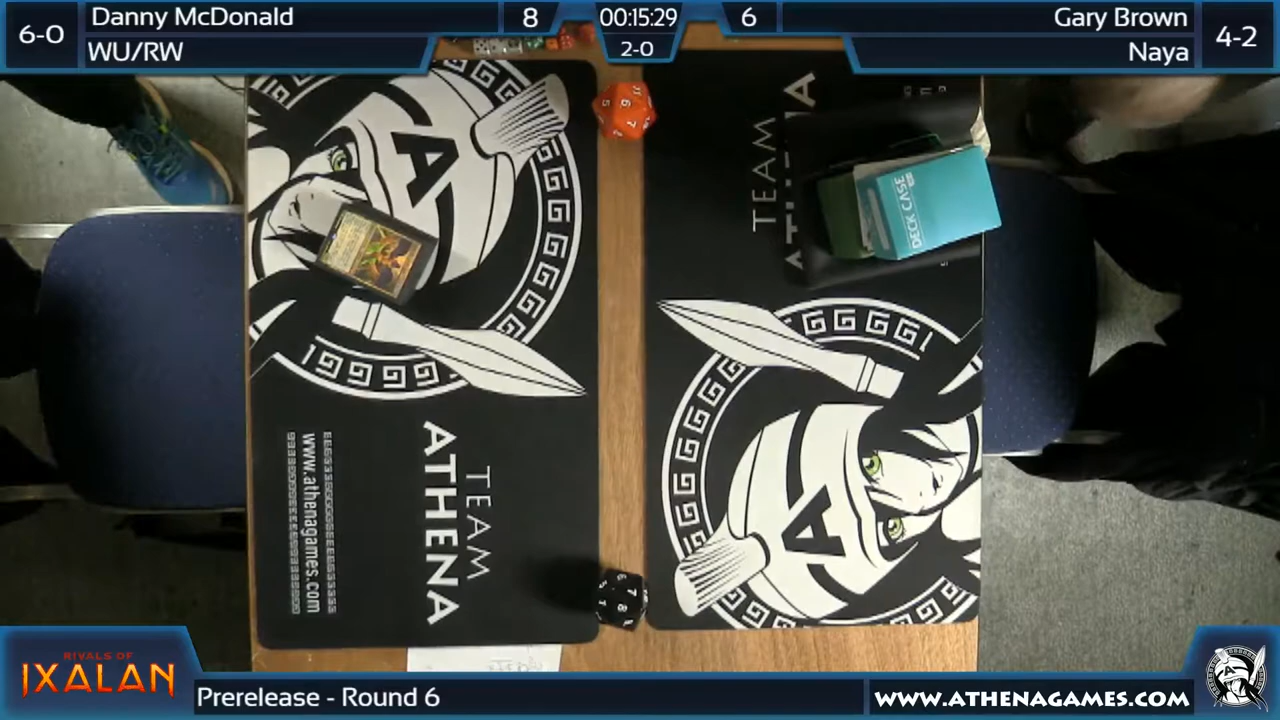 6-0
Danny McDonald
8
WU/RW
00:15:29
2-0
6
Gary Brown
Naya
4-2
TEAM
DECK CASE
TEAM
ATHENA
www.athenagames.com
RIVALS OF
IXALAN
Prerelease - Round 6
WWW.ATHENAGAMES.COM